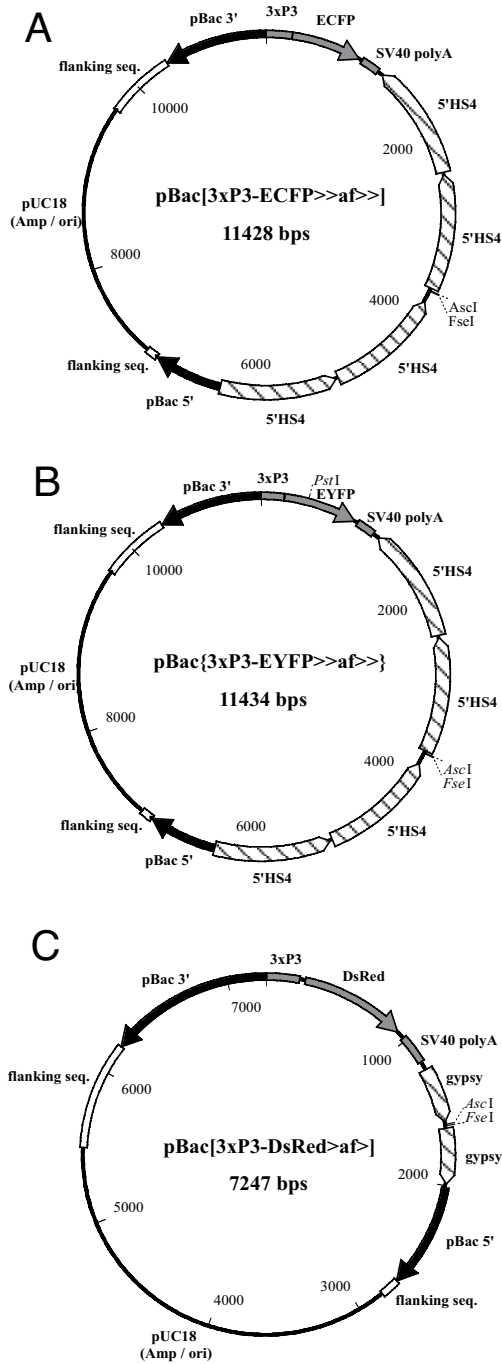 A
pBac 3'
3xP3
ECFP
SV40 polyA
flanking seq.
5'HS4
10000
2000
pBac[3xP3-ECFP>>af>>]
pUC18
(Amp / ori)
11428 bps
5'HS4
8000
4000
AscI
FseI
flanking seq.
6000
5'HS4
pBac 5'
5'HS4
B
pBac 3'
3xP3
PstI
EYFP
SV40 polyA
flanking seq.
5'HS4
10000
2000
pBac{3xP3-EYFP>>af>>}
pUC18
(Amp / ori)
11434 bps
5'HS4
8000
4000
AscI
FseI
flanking seq.
6000
5'HS4
pBac 5'
5'HS4
C
3xP3
pBac 3'
DsRed
7000
SV40 polyA
1000
flanking seq.
gypsy
6000
AscI
FseI
pBac[3xP3-DsRed>af>]
gypsy
7247 bps
2000
5000
pBac 5'
3000
4000
flanking seq.
pUC18
(Amp / ori)